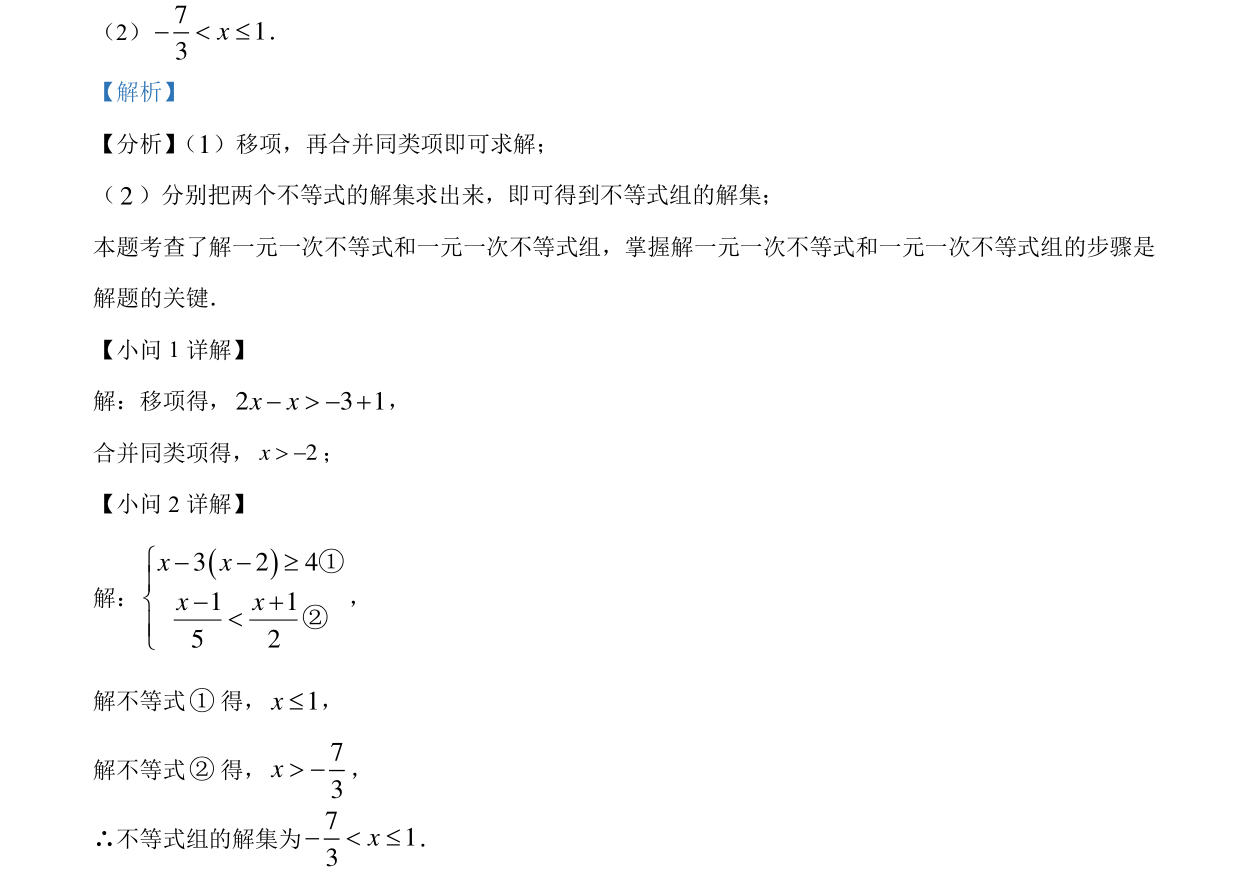 （2）$-\frac{7}{3}<x\leq 1$．
【解析】
【分析】（1）移项，再合并同类项即可求解；
（2）分别把两个不等式的解集求出来，即可得到不等式组的解集；
本题考查了解一元一次不等式和一元一次不等式组，掌握解一元一次不等式和一元一次不等式组的步骤是
解题的关键．
【小问 1 详解】
解：移项得，$2x-x>-3+1$，
合并同类项得，$x>-2$；
【小问 2 详解】
解：$\begin{cases}x-3(x-2)\geq 4①\\ \frac{x-1}{5}<\frac{x+1}{2}②\end{cases}$，
解不等式①得，$x\leq 1$，
解不等式②得，$x>-\frac{7}{3}$，
∴不等式组的解集为$-\frac{7}{3}<x\leq 1$．